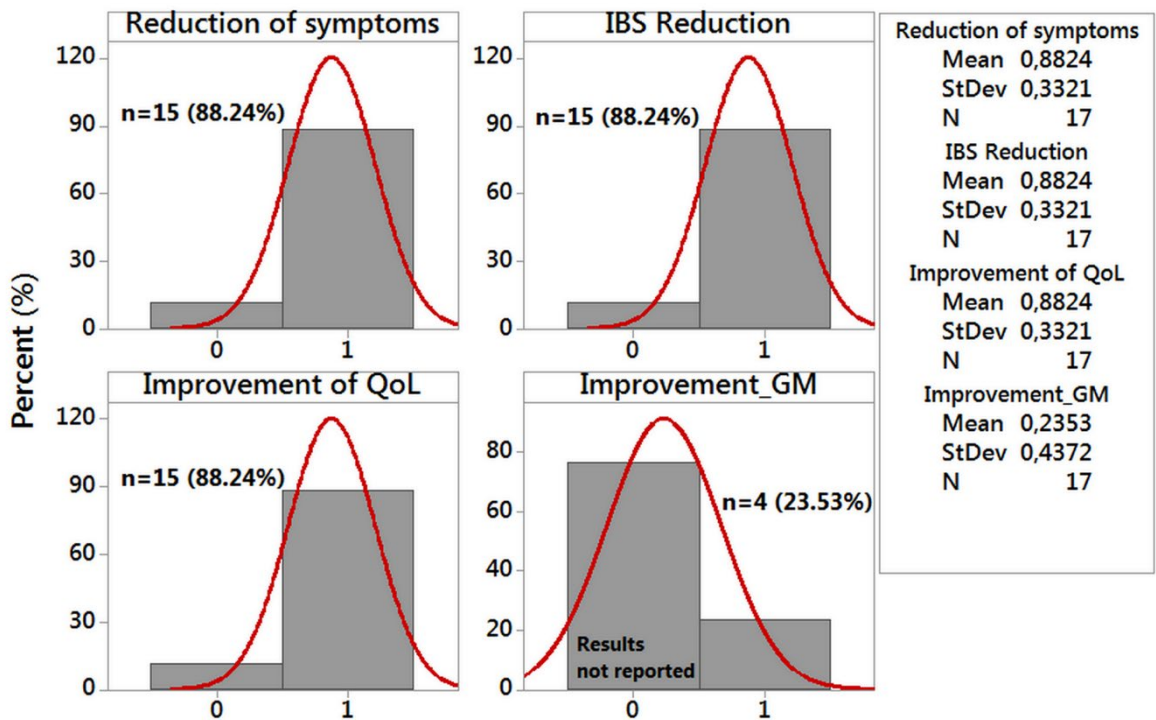 Reduction of symptoms
120
90
60
30
0
n=15 (88.24%)
0 1
IBS Reduction
120
90
60
30
0
n=15 (88.24%)
0 1
Improvement of QoL
120
90
60
30
0
n=15 (88.24%)
0 1
Improvement_GM
80
60
40
20
0
n=4 (23.53%)
Results
not reported
0 1
Percent (%)
Reduction of symptoms
Mean 0,8824
StDev 0,3321
N 17
IBS Reduction
Mean 0,8824
StDev 0,3321
N 17
Improvement of QoL
Mean 0,8824
StDev 0,3321
N 17
Improvement_GM
Mean 0,2353
StDev 0,4372
N 17